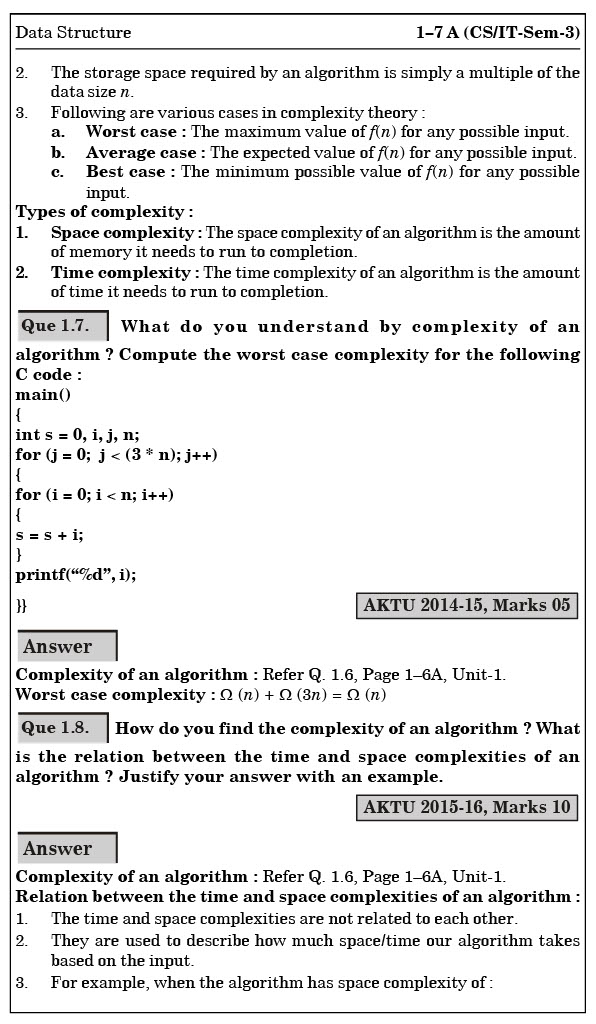 Data Structure 1–7 A (CS/IT-Sem-3)
2. The storage space required by an algorithm is simply a multiple of the
data size n.
3. Following are various cases in complexity theory :
a. Worst case : The maximum value of f(n) for any possible input.
b. Average case : The expected value of f(n) for any possible input.
c. Best case : The minimum possible value of f(n) for any possible
input.
Types of complexity :
1. Space complexity : The space complexity of an algorithm is the amount
of memory it needs to run to completion.
2. Time complexity : The time complexity of an algorithm is the amount
of time it needs to run to completion.
Que 1.7. What do you understand by complexity of an
algorithm ? Compute the worst case complexity for the following
C code :
main()
{
int s = 0, i, j, n;
for (j = 0; j < (3 * n); j++)
{
for (i = 0; i < n; i++)
{
s = s + i;
}
printf(“%d”, i);
}}
AKTU 2014-15, Marks 05
Answer
Complexity of an algorithm : Refer Q. 1.6, Page 1–6A, Unit-1.
Worst case complexity : Ω (n) + Ω (3n) = Ω (n)
Que 1.8. How do you find the complexity of an algorithm ? What
is the relation between the time and space complexities of an
algorithm ? Justify your answer with an example.
AKTU 2015-16, Marks 10
Answer
Complexity of an algorithm : Refer Q. 1.6, Page 1–6A, Unit-1.
Relation between the time and space complexities of an algorithm :
1. The time and space complexities are not related to each other.
2. They are used to describe how much space/time our algorithm takes
based on the input.
3. For example, when the algorithm has space complexity of :